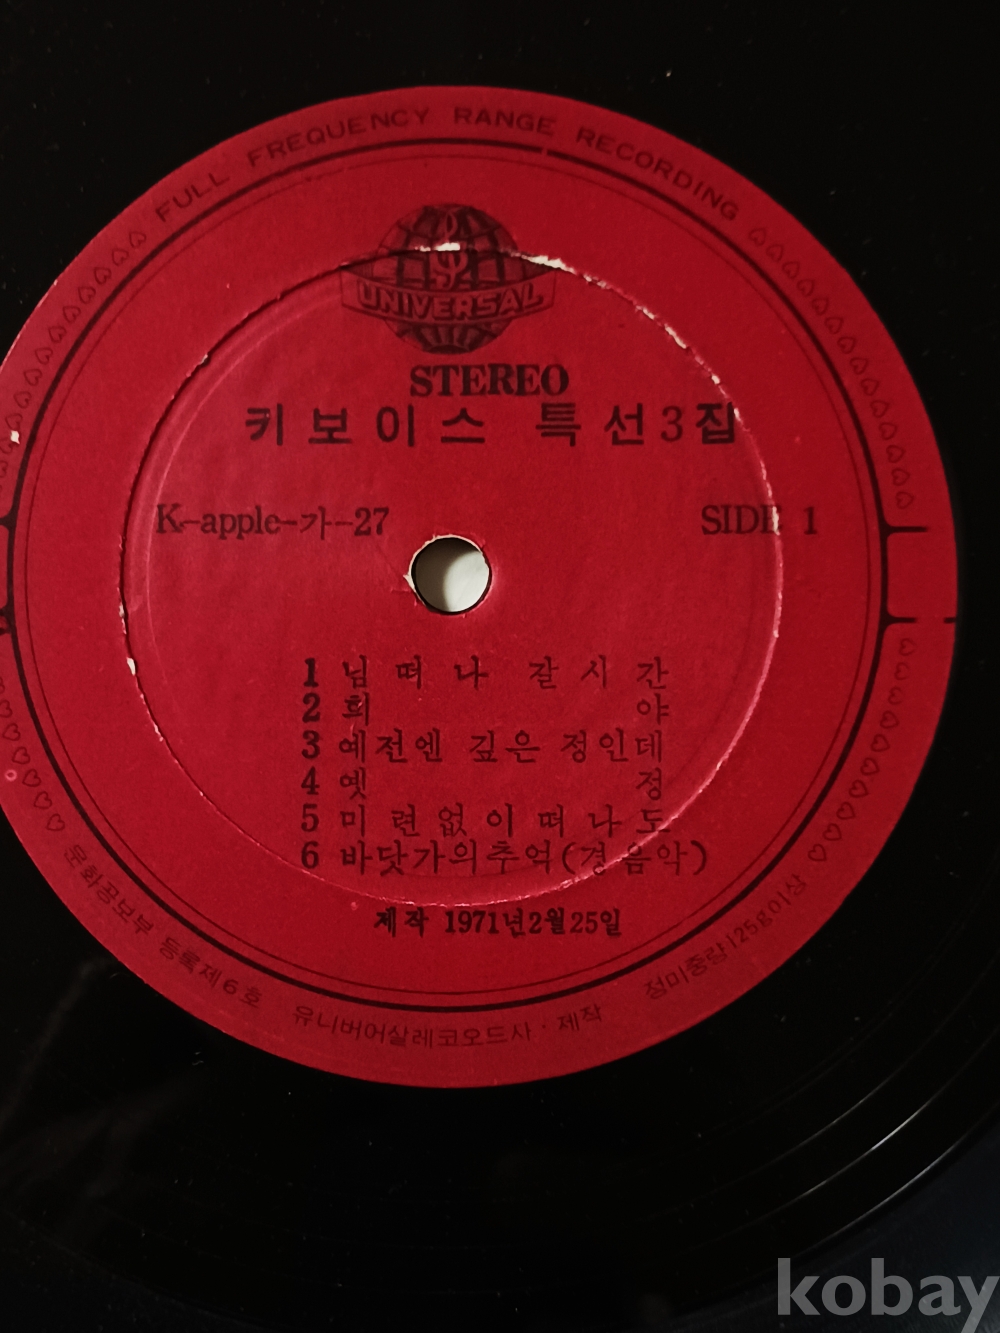 FULL FREQUENCY RANGE RECORDING
UNIVERSAL
STEREO
키보이스 특선3집
K-apple-가-27
SIDE 1
1 님 떠 나 갈 시 간
2 희 야
3 예전엔 깊은 정인데
4 옛 정
5 미 련 없 이 떠 나 도
6 바닷가의추억(경음악)
제작 1971년2월25일
문화공보부 등록제6호 유니버어살레코오드사·제작 정미중량125g이상
kobay